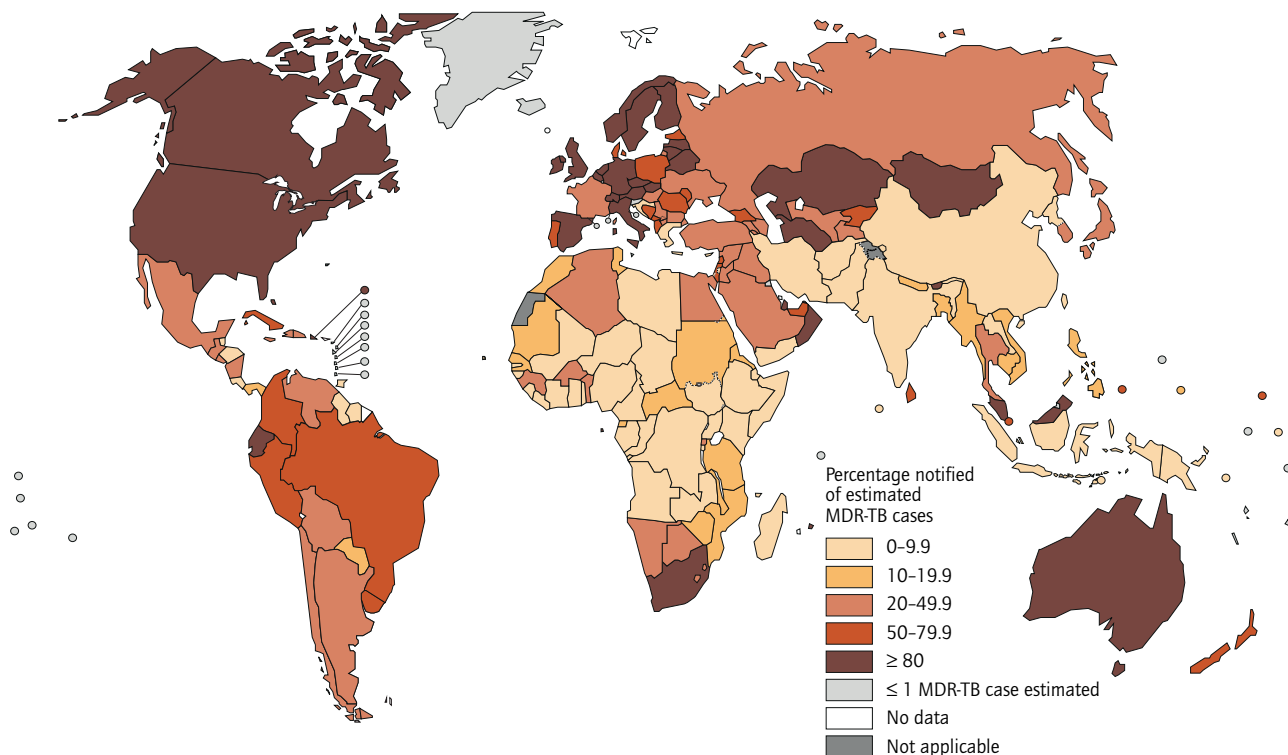 Percentage notified
of estimated
MDR-TB cases
0–9.9
10–19.9
20–49.9
50–79.9
≥ 80
≤ 1 MDR-TB case estimated
No data
Not applicable